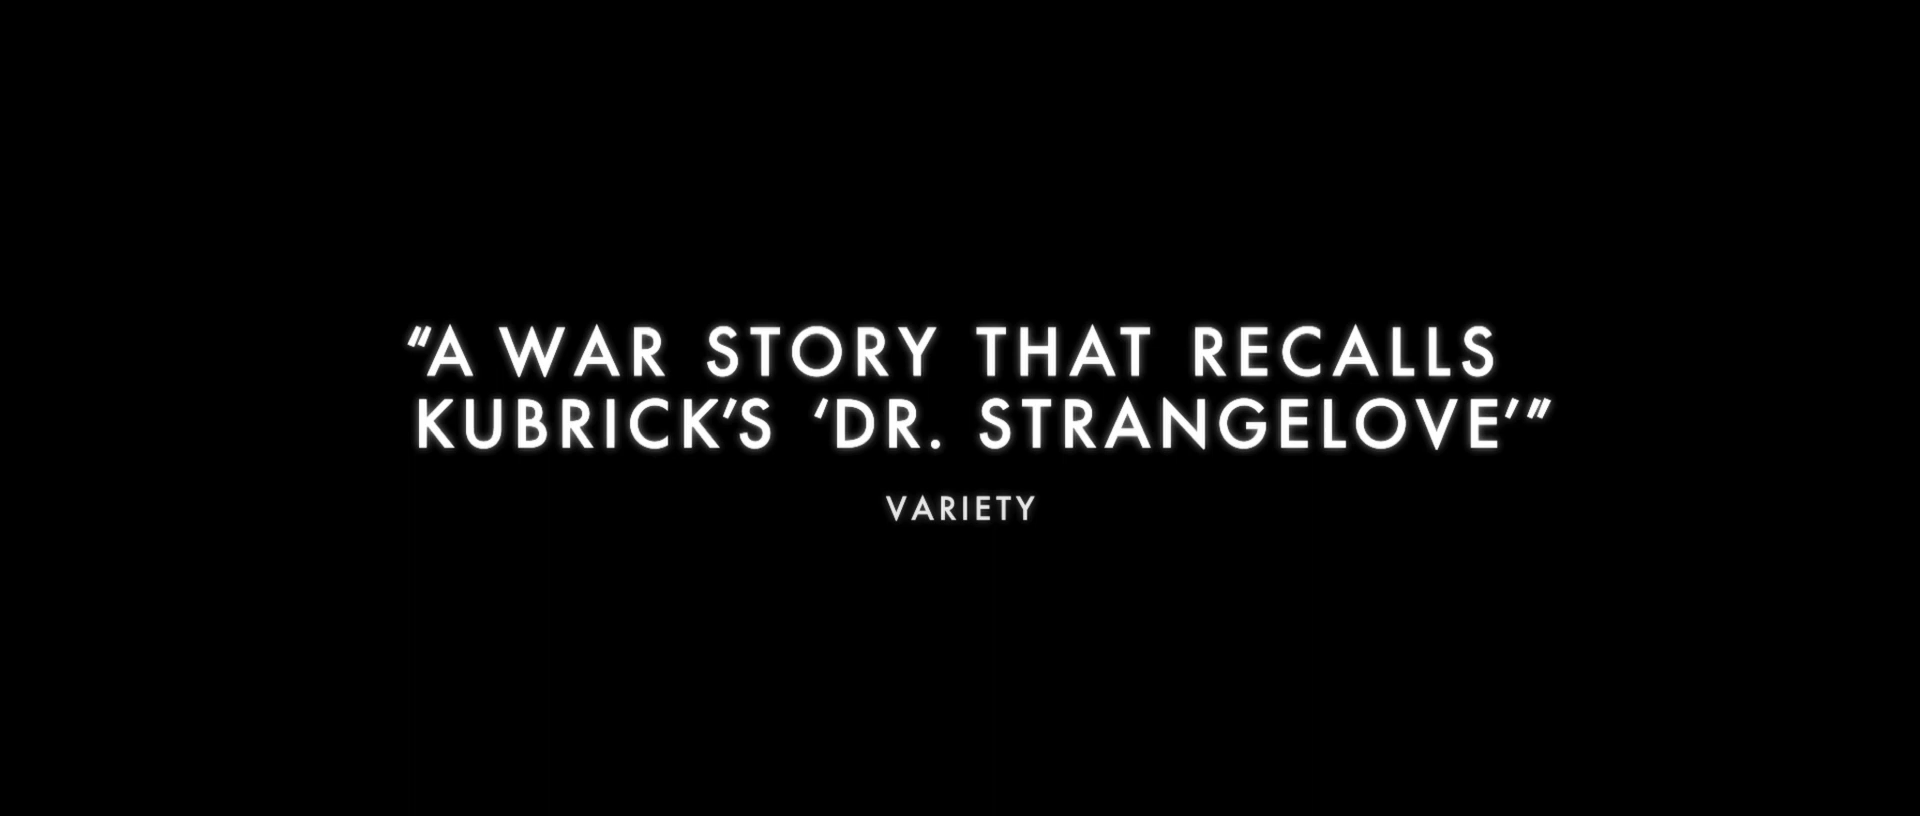 “A WAR STORY THAT RECALLS
KUBRICK’S ‘DR. STRANGELOVE’”
VARIETY